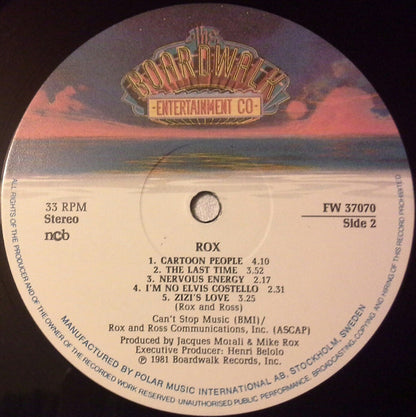 THE
BOARDWALK
·ENTERTAINMENT CO·
33 RPM
Stereo
ncb
FW 37070
Side 2
ROX
1. CARTOON PEOPLE 4.10
2. THE LAST TIME 3.52
3. NERVOUS ENERGY 2.17
4. I'M NO ELVIS COSTELLO 2.31
5. ZIZI'S LOVE 3.25
(Rox and Ross)
Can't Stop Music (BMI)/
Rox and Ross Communications, Inc. (ASCAP)
Produced by Jacques Morali & Mike Rox
Executive Producer: Henri Belolo
℗ 1981 Boardwalk Records, Inc.
MANUFACTURED BY POLAR MUSIC INTERNATIONAL AB, STOCKHOLM, SWEDEN
ALL RIGHTS OF THE PRODUCER AND OF THE OWNER OF THE RECORDED WORK RESERVED. UNAUTHORISED PUBLIC PERFORMANCE, BROADCASTING, COPYING, AND HIRING OF THIS RECORD PROHIBITED